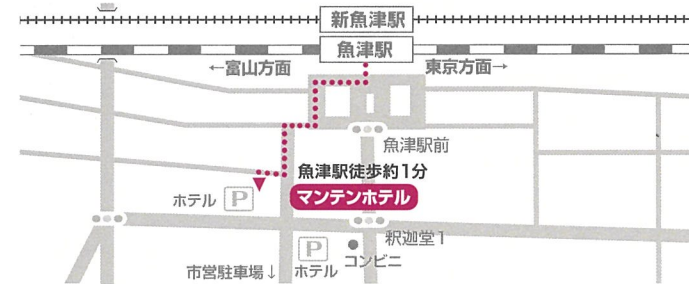 新魚津駅
魚津駅
←富山方面
東京方面→
魚津駅前
魚津駅徒歩約1分
ホテル P
マンテンホテル
釈迦堂1
P
コンビニ
市営駐車場↓
ホテル